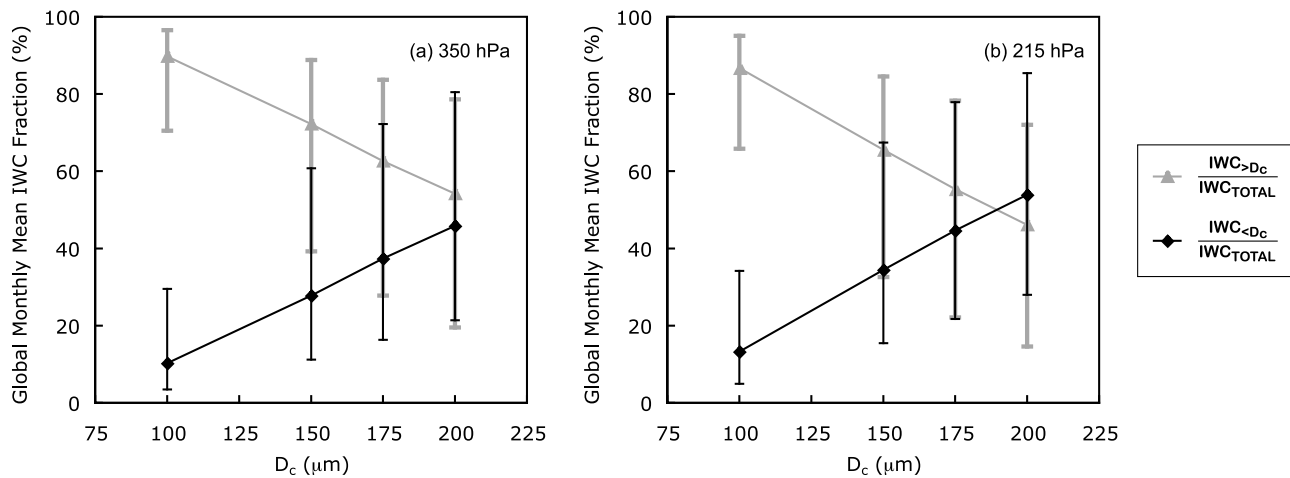 Global Monthly Mean IWC Fraction (%)
100
80
60
40
20
0
(a) 350 hPa
75 100 125 150 175 200 225
Dc (μm)
Global Monthly Mean IWC Fraction (%)
100
80
60
40
20
0
(b) 215 hPa
75 100 125 150 175 200 225
Dc (μm)
IWC>Dc
IWCTOTAL
IWC<Dc
IWCTOTAL